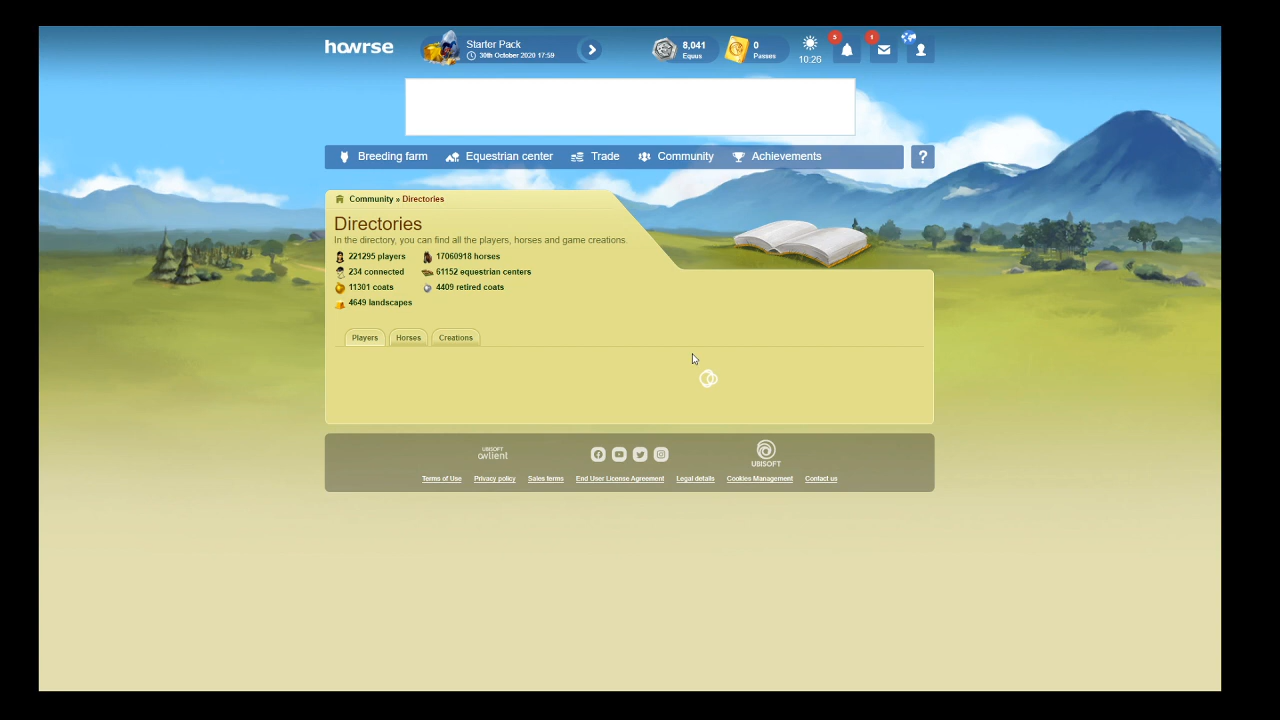 howrse
Starter Pack
30th October 2020 17:59
8,041
Equus
0
Passes
10:26
5
1
Breeding farm
Equestrian center
Trade
Community
Achievements
?
Community » Directories
Directories
In the directory, you can find all the players, horses and game creations.
221295 players
17060918 horses
234 connected
61152 equestrian centers
11301 coats
4409 retired coats
4649 landscapes
Players
Horses
Creations
UBISOFT
owlient
UBISOFT
Terms of Use
Privacy policy
Sales terms
End User License Agreement
Legal details
Cookies Management
Contact us